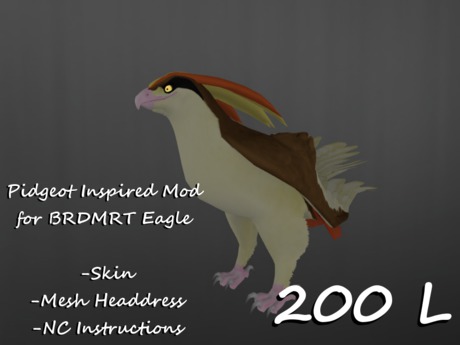 Pidgeot Inspired Mod
for BRDMRT Eagle
-Skin
-Mesh Headdress
-NC Instructions
200 L